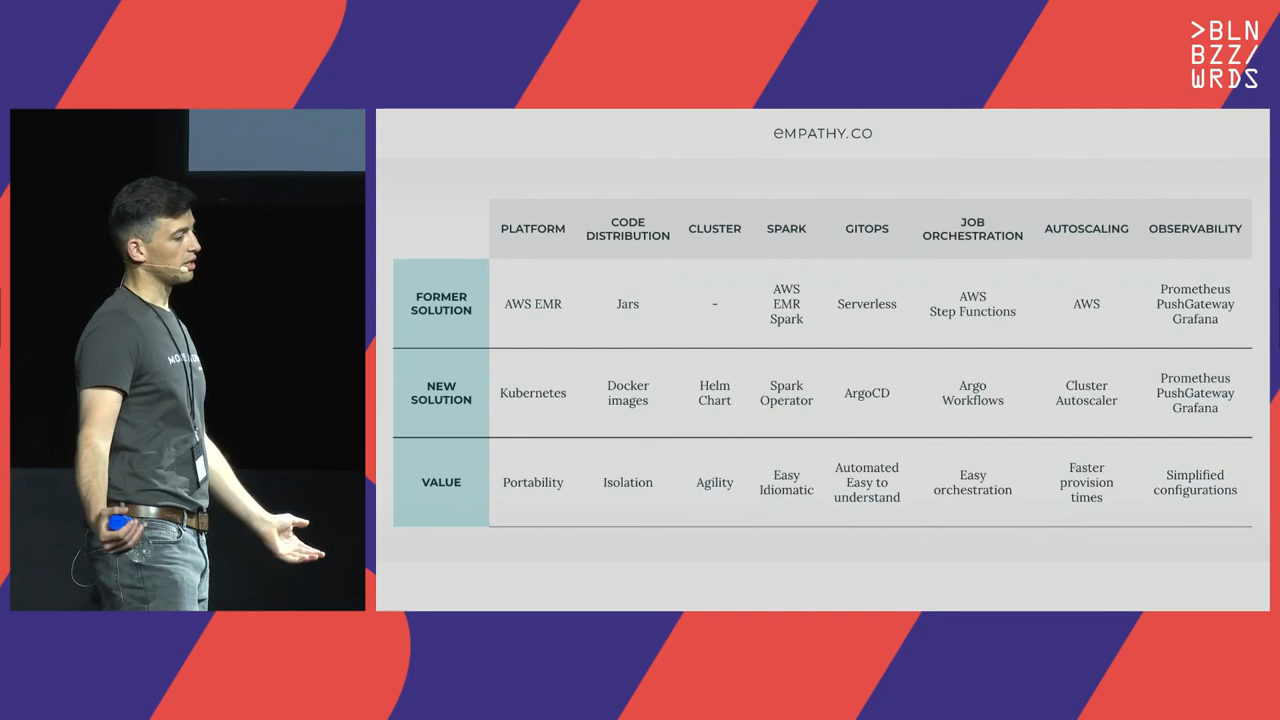 >BLN
BZZ/
WRDS
eMPATHY.CO
PLATFORM
CODE
DISTRIBUTION
CLUSTER
SPARK
GITOPS
JOB
ORCHESTRATION
AUTOSCALING
OBSERVABILITY
FORMER
SOLUTION
AWS EMR
Jars
-
AWS
EMR
Spark
Serverless
AWS
Step Functions
AWS
Prometheus
PushGateway
Grafana
NEW
SOLUTION
Kubernetes
Docker
images
Helm
Chart
Spark
Operator
ArgoCD
Argo
Workflows
Cluster
Autoscaler
Prometheus
PushGateway
Grafana
VALUE
Portability
Isolation
Agility
Easy
Idiomatic
Automated
Easy to
understand
Easy
orchestration
Faster
provision
times
Simplified
configurations